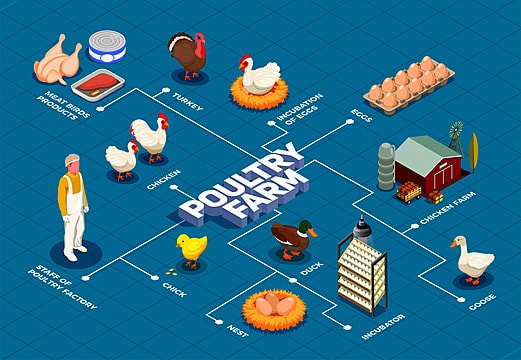 MEAT BIRDS
PRODUCTS
TURKEY
INCUBATION
OF EGGS
EGGS
CHICKEN
POULTRY
FARM
CHICKEN FARM
STAFF OF
POULTRY FACTORY
CHICK
DUCK
GOOSE
NEST
INCUBATOR